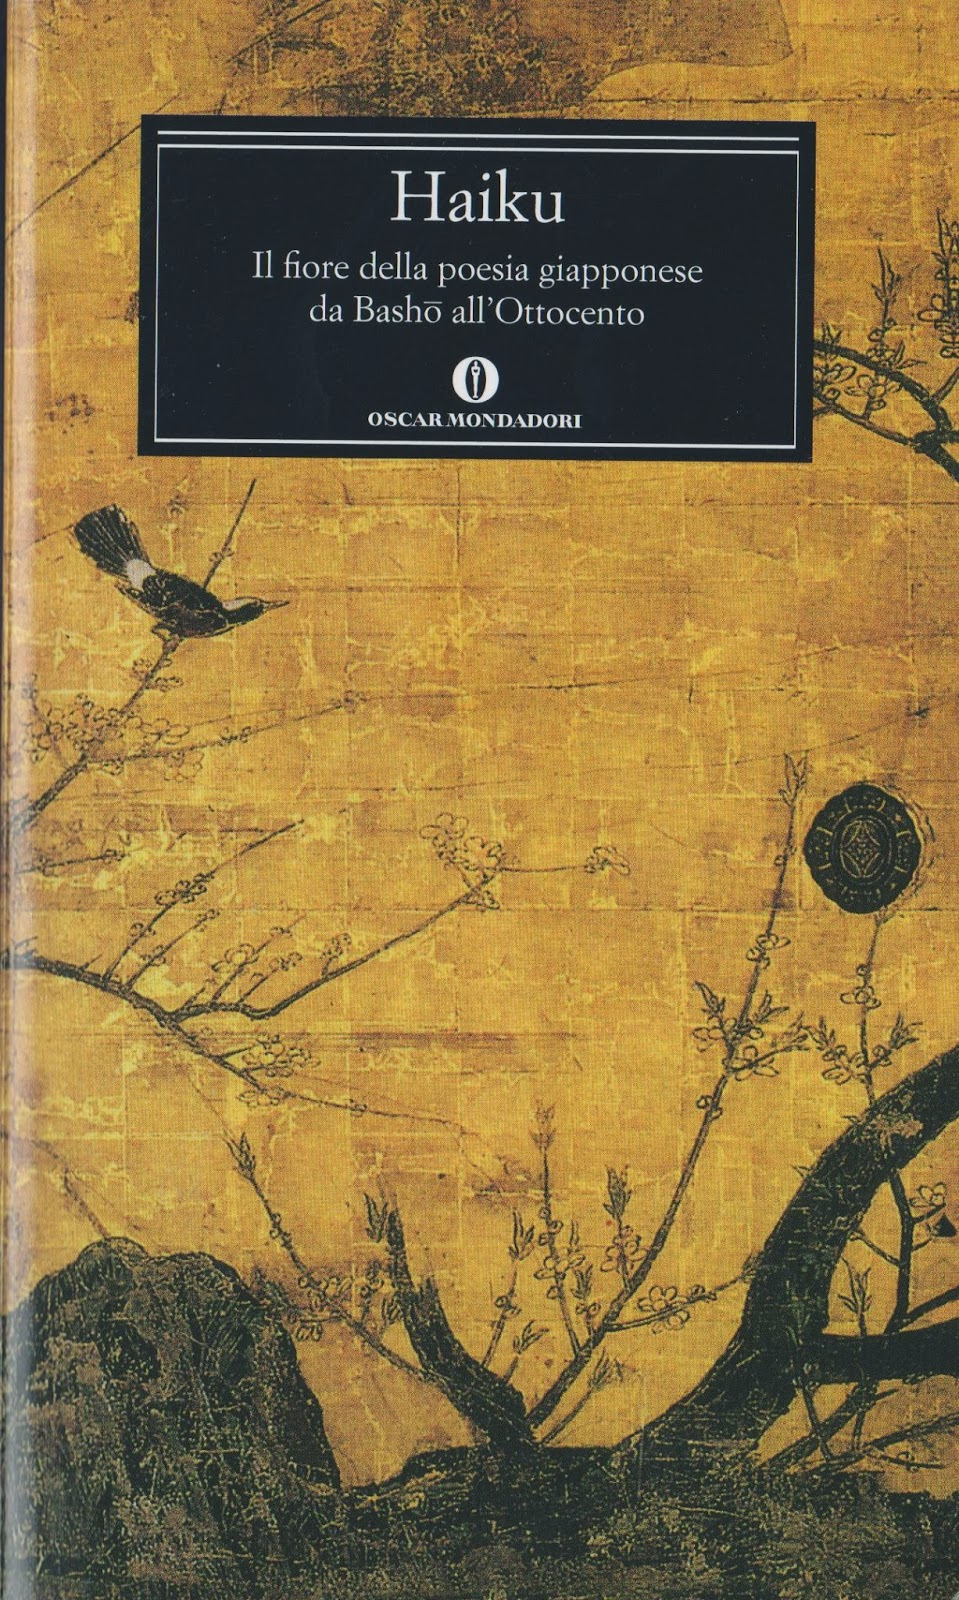 Haiku
Il fiore della poesia giapponese
da Bashō all'Ottocento
OSCAR MONDADORI